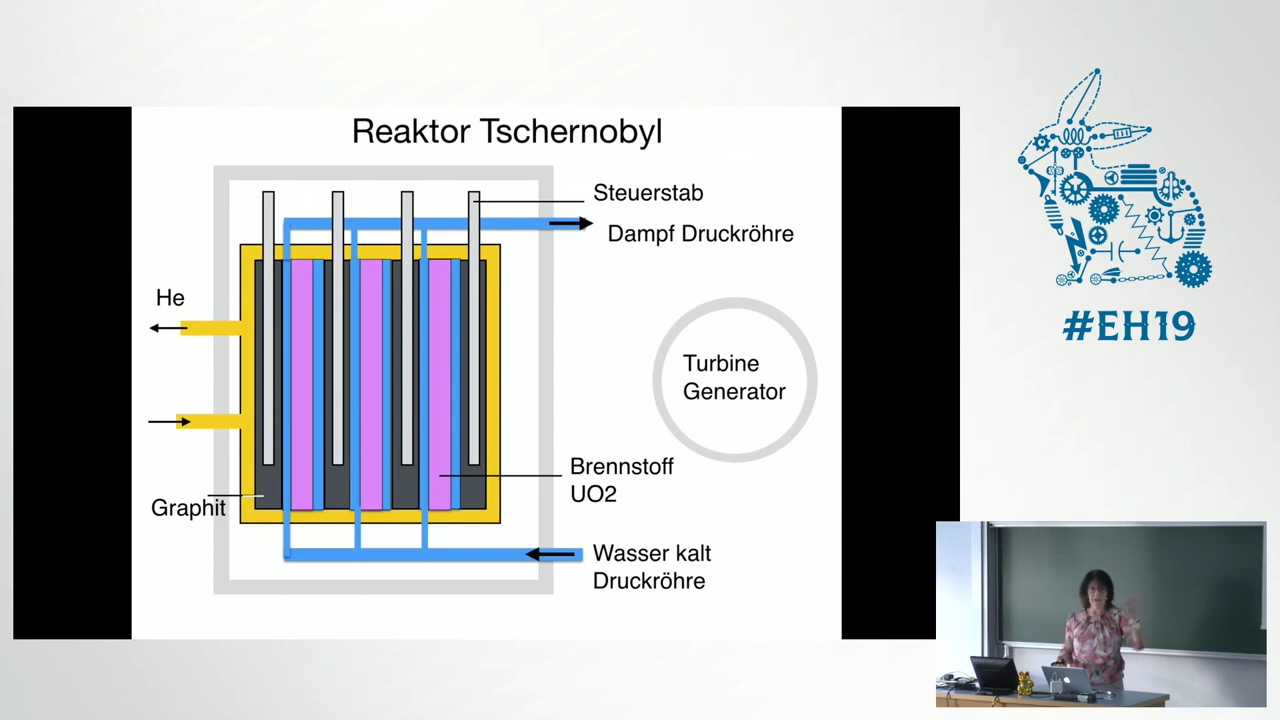 Reaktor Tschernobyl
Steuerstab
Dampf Druckröhre
He
Turbine
Generator
Brennstoff
UO2
Graphit
Wasser kalt
Druckröhre
#EH19